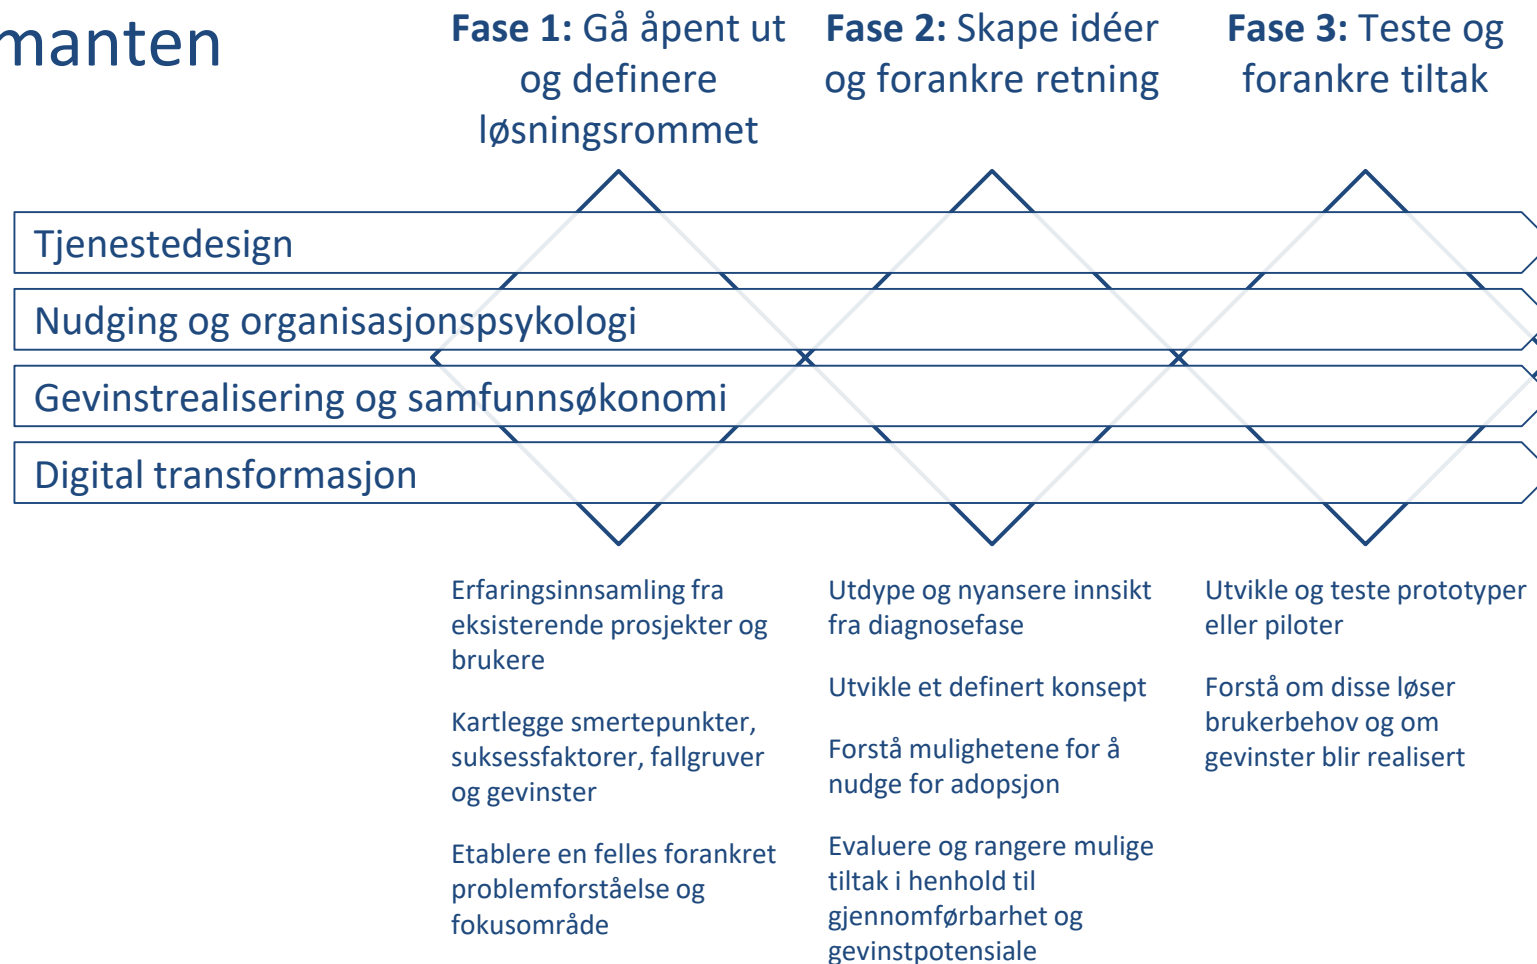 manten
Fase 1: Gå åpent ut
og definere
løsningsrommet
Fase 2: Skape idéer
og forankre retning
Fase 3: Teste og
forankre tiltak
Tjenestedesign
Nudging og organisasjonspsykologi
Gevinstrealisering og samfunnsøkonomi
Digital transformasjon
Erfaringsinnsamling fra
eksisterende prosjekter og
brukere
Kartlegge smertepunkter,
suksessfaktorer, fallgruver
og gevinster
Etablere en felles forankret
problemforståelse og
fokusområde
Utdype og nyansere innsikt
fra diagnosefase
Utvikle et definert konsept
Forstå mulighetene for å
nudge for adopsjon
Evaluere og rangere mulige
tiltak i henhold til
gjennomførbarhet og
gevinstpotensiale
Utvikle og teste prototyper
eller piloter
Forstå om disse løser
brukerbehov og om
gevinster blir realisert